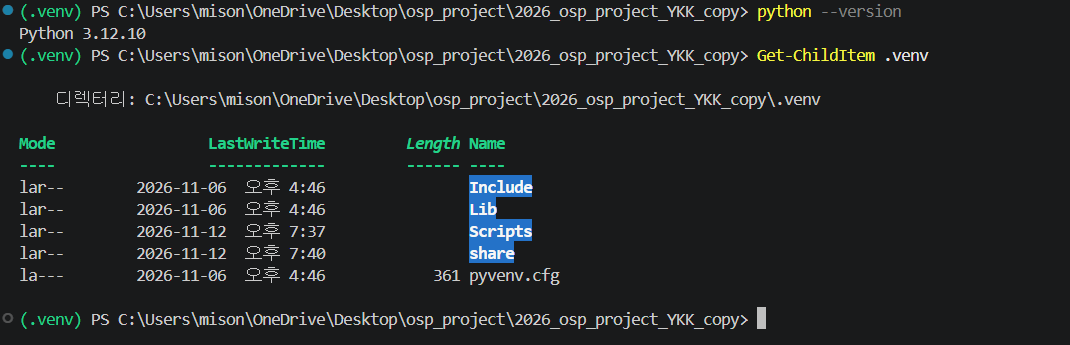 (.venv) PS C:\Users\mison\OneDrive\Desktop\osp_project\2026_osp_project_YKK_copy> python --version
Python 3.12.10
(.venv) PS C:\Users\mison\OneDrive\Desktop\osp_project\2026_osp_project_YKK_copy> Get-ChildItem .venv
디렉터리: C:\Users\mison\OneDrive\Desktop\osp_project\2026_osp_project_YKK_copy\.venv
Mode LastWriteTime Length Name
---- ------------- ------ ----
lar-- 2026-11-06 오후 4:46 Include
lar-- 2026-11-06 오후 4:46 Lib
lar-- 2026-11-12 오후 7:37 Scripts
lar-- 2026-11-12 오후 7:40 share
la--- 2026-11-06 오후 4:46 361 pyvenv.cfg
(.venv) PS C:\Users\mison\OneDrive\Desktop\osp_project\2026_osp_project_YKK_copy>